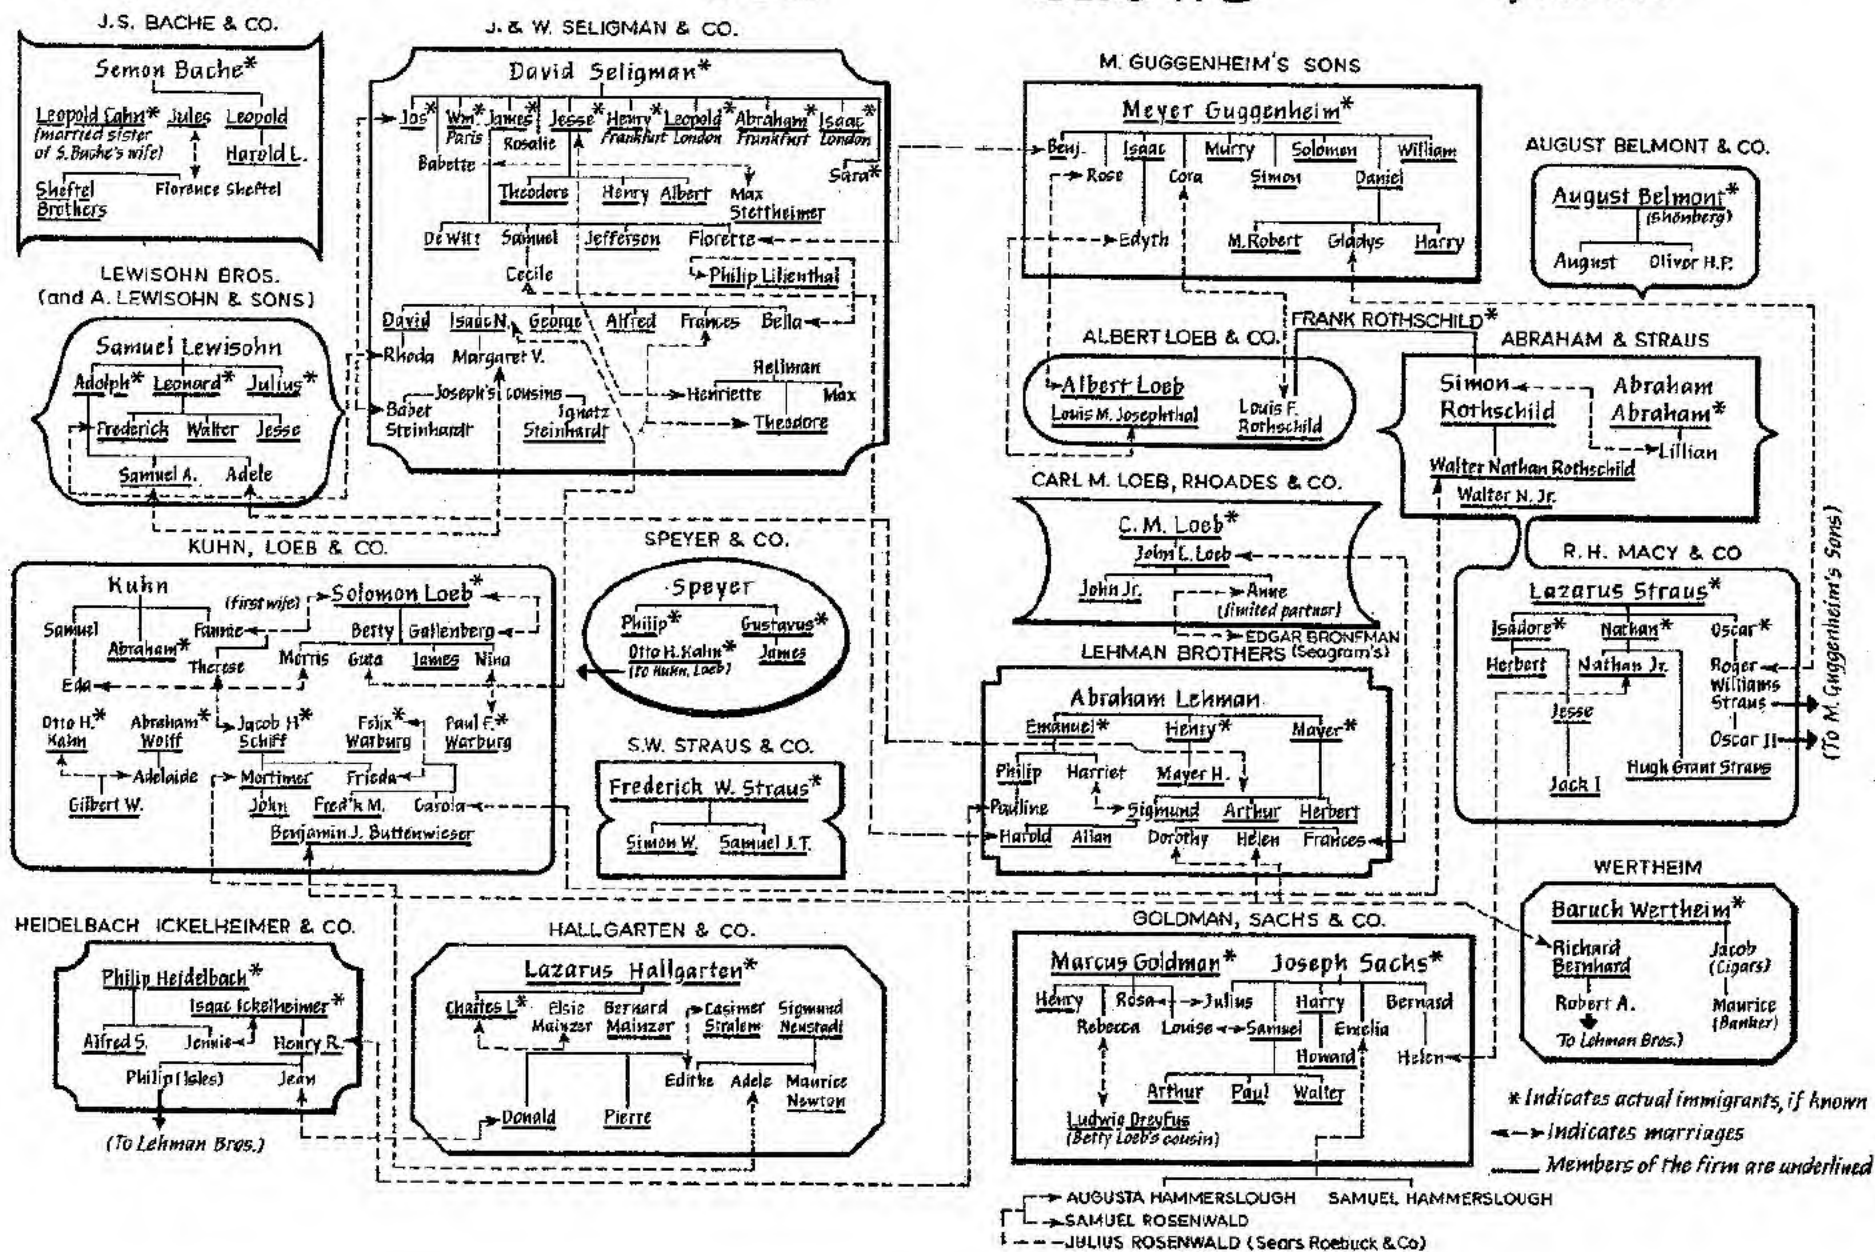 J.S. BACHE & CO.
Semon Bache*
Leopold Cahn* Jules Leopold
(married sister
of S. Bache's wife)
Harold L.
Sheftel
Brothers
Florence Sheftel
LEWISOHN BROS.
(and A. LEWISOHN & SONS)
Samuel Lewisohn
Adolph* Leonard* Julius*
Frederick Walter Jesse
Samuel A. Adele
J. & W. SELIGMAN & CO.
David Seligman*
Jos* Wm* James* Jesse* Henry* Leopold* Abraham* Isaac*
Paris Rosalie Frankfurt London Frankfurt London
Babette Sara*
Theodore Henry Albert Max
Stettheimer
De Witt Samuel Jefferson Florette
Cecile Philip Lilienthal
David Isaac N. George Alfred Frances Bella
Rhoda Margaret V.
Hellman
Joseph's cousins Henriette Max
Babet
Steinhardt
Ignatz
Steinhardt
Theodore
M. GUGGENHEIM'S SONS
Meyer Guggenheim*
Benj. Isaac Murry Solomon William
Rose Cora Simon Daniel
Edyth M. Robert Gladys Harry
AUGUST BELMONT & CO.
August Belmont*
(Shönberg)
August Oliver H.P.
ALBERT LOEB & CO.
FRANK ROTHSCHILD*
Albert Loeb
Louis M. Josephthal
Louis F.
Rothschild
ABRAHAM & STRAUS
Simon
Rothschild
Abraham
Abraham*
Lillian
Walter Nathan Rothschild
Walter N. Jr.
CARL M. LOEB, RHOADES & CO.
C. M. Loeb*
John L. Loeb
John Jr. Anne
(limited partner)
EDGAR BRONFMAN
(Seagram's)
R. H. MACY & CO
Lazarus Straus*
Isadore* Nathan* Oscar*
Herbert Nathan Jr. Roger
Williams
Straus
Jesse
Oscar II
Jack I Hugh Grant Straus
(To M. Guggenheim's Sons)
KUHN, LOEB & CO.
Kuhn
(first wife) Solomon Loeb*
Samuel Abraham* Fannie Betty Gallenberg
Therese Morris Guta James Nina
Eda
Otto H.*
Kahn
Abraham*
Wolff
Jacob H*
Schiff
Felix*
Warburg
Paul F.*
Warburg
Adelaide Mortimer Frieda
Gilbert W. John Fred'k M. Carola
Benjamin J. Buttenwieser
SPEYER & CO.
Speyer
Philip* Gustavus*
Otto H. Kahn* James
(to Kuhn, Loeb)
S.W. STRAUS & CO.
Frederick W. Straus*
Simon W. Samuel J.T.
LEHMAN BROTHERS
Abraham Lehman
Emanuel* Henry* Mayer*
Philip Harriet Mayer H.
Pauline Sigmund Arthur Herbert
Harold Allan Dorothy Helen Frances
WERTHEIM
Baruch Wertheim*
Richard
Bernhard
Jacob
(Cigars)
Robert A. Maurice
(Banker)
To Lehman Bros.)
HEIDELBACH ICKELHEIMER & CO.
Philip Heidelbach*
Isaac Ickelheimer*
Alfred S. Jennie Henry R.
Philip (Isles) Jean
(To Lehman Bros.)
HALLGARTEN & CO.
Lazarus Hallgarten*
Charles L* Elsie
Mainzer
Bernard
Mainzer
Casimer
Stralem
Sigmund
Neustadt
Edithe Adele Maurice
Newton
Donald Pierre
GOLDMAN, SACHS & CO.
Marcus Goldman* Joseph Sachs*
Henry Rosa Julius Harry Bernard
Rebecca Louise Samuel Emelia
Howard Helen
Arthur Paul Walter
Ludwig Dreyfus
(Betty Loeb's cousin)
AUGUSTA HAMMERSLOUGH SAMUEL HAMMERSLOUGH
SAMUEL ROSENWALD
JULIUS ROSENWALD (Sears Roebuck & Co)
* Indicates actual immigrants, if known
Indicates marriages
Members of the firm are underlined